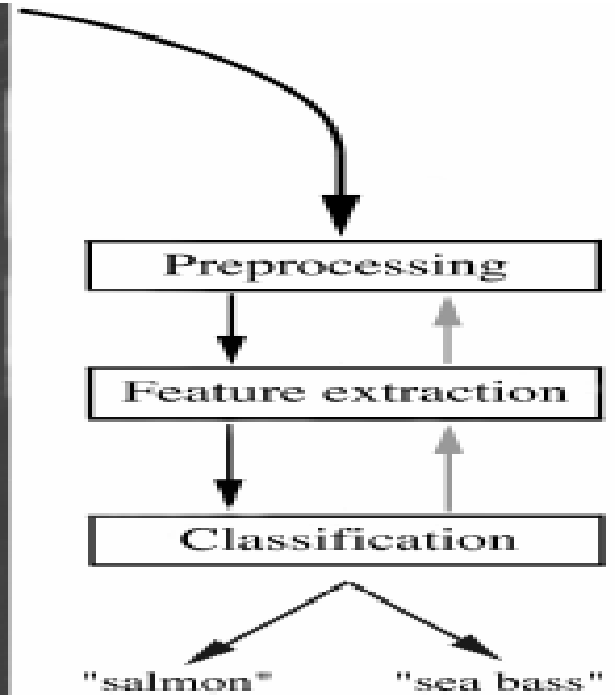 Preprocessing
Feature extraction
Classification
"salmon" "sea bass"